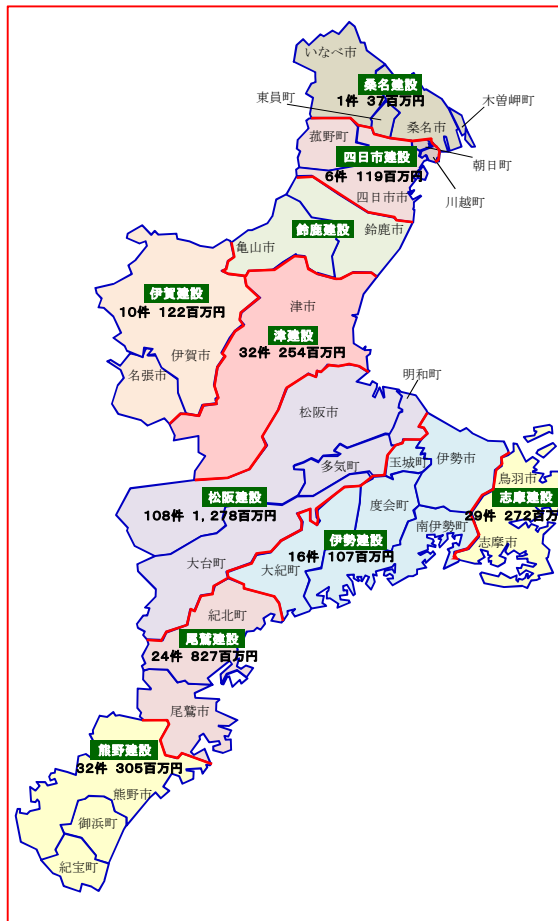 いなべ市
桑名建設
1件 37百万円
東員町
桑名市
木曽岬町
菰野町
四日市建設
6件 119百万円
朝日町
四日市市
川越町
鈴鹿建設
鈴鹿市
亀山市
伊賀建設
10件 122百万円
津市
津建設
32件 254百万円
伊賀市
名張市
明和町
松阪市
多気町
玉城町
伊勢市
鳥羽市
松阪建設
108件 1,278百万円
志摩建設
29件 272百万
度会町
南伊勢町
伊勢建設
16件 107百万円
志摩市
大台町
大紀町
紀北町
尾鷲建設
24件 827百万円
尾鷲市
熊野建設
32件 305百万円
熊野市
御浜町
紀宝町